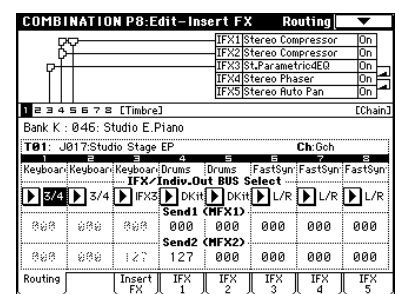 COMBINATION P8:Edit-Insert FX Routing
IFX1 Stereo Compressor On
IFX2 Stereo Compressor On
IFX3 St.Parametric4EQ On
IFX4 Stereo Phaser On
IFX5 Stereo Auto Pan On
1 2 3 4 5 6 7 8 [Timbre] [Chain]
Bank K : 046: Studio E.Piano
T01: J017:Studio Stage EP Ch:Gch
1 2 3 4 5 6 7 8
Keyboar Keyboar Keyboar Drums Drums FastSyn FastSyn FastSyn
IFX/Indiv.Out BUS Select
3/4 3/4 IFX3 DKit DKit L/R L/R L/R
Send1 (MFX1)
000 000 000 000 000 000 000 000
Send2 (MFX2)
000 000 127 127 000 000 000 000
Routing Insert FX IFX 1 IFX 2 IFX 3 IFX 4 IFX 5